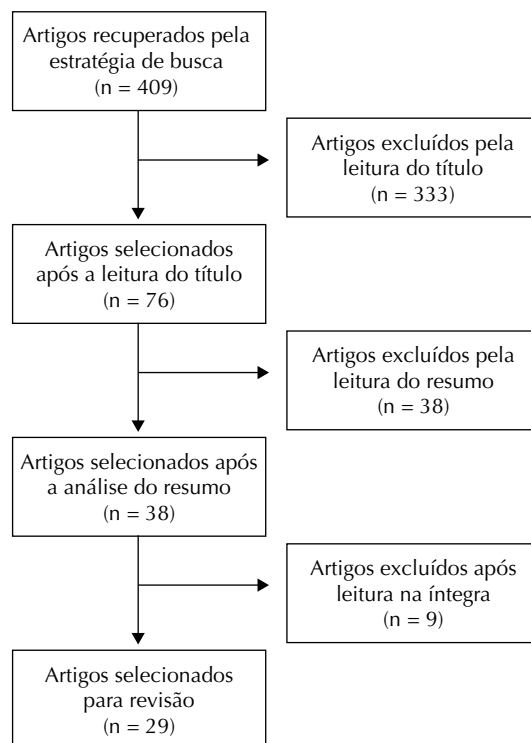 Artigos recuperados pela
estratégia de busca
(n = 409)
Artigos excluídos pela
leitura do título
(n = 333)
Artigos selecionados
após a leitura do título
(n = 76)
Artigos excluídos pela
leitura do resumo
(n = 38)
Artigos selecionados após
a análise do resumo
(n = 38)
Artigos excluídos após
leitura na íntegra
(n = 9)
Artigos selecionados
para revisão
(n = 29)